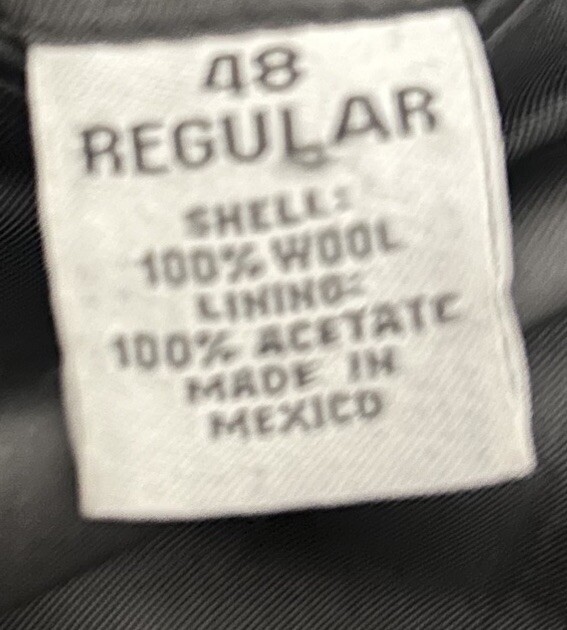 48
REGULAR
SHELL:
100% WOOL
LINING:
100% ACETATE
MADE IN
MEXICO